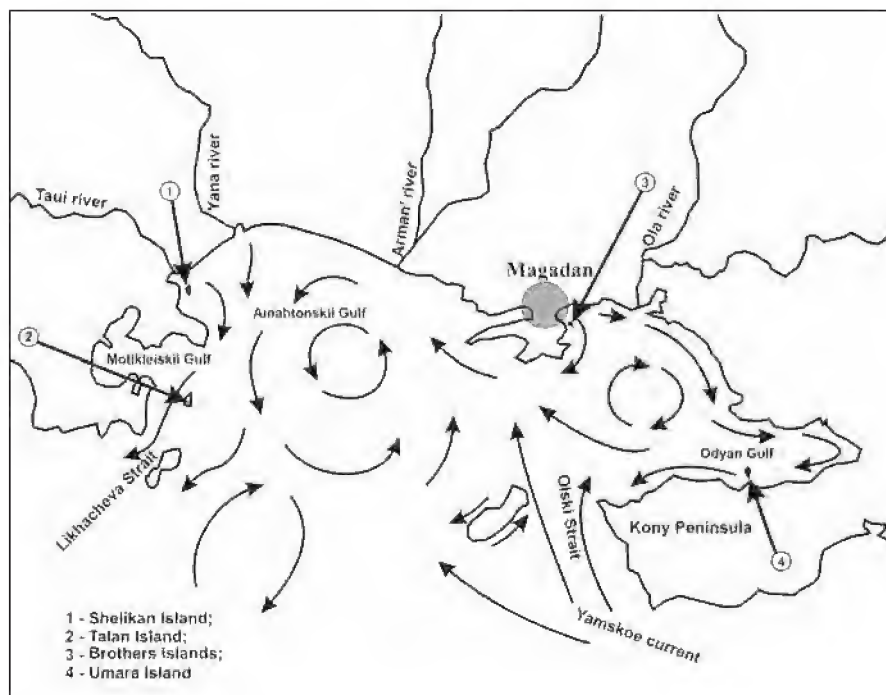 Taui river
1
Yana river
Arman' river
3
Ola river
Magadan
2
Motikleiskii Gulf
Amahtonskii Gulf
Odyan Gulf
Likhacheva Strait
Olski Strait
Kony Peninsula
4
Yamskoe current
1 - Shelikan Island;
2 - Talan Island;
3 - Brothers Islands;
4 - Umara Island